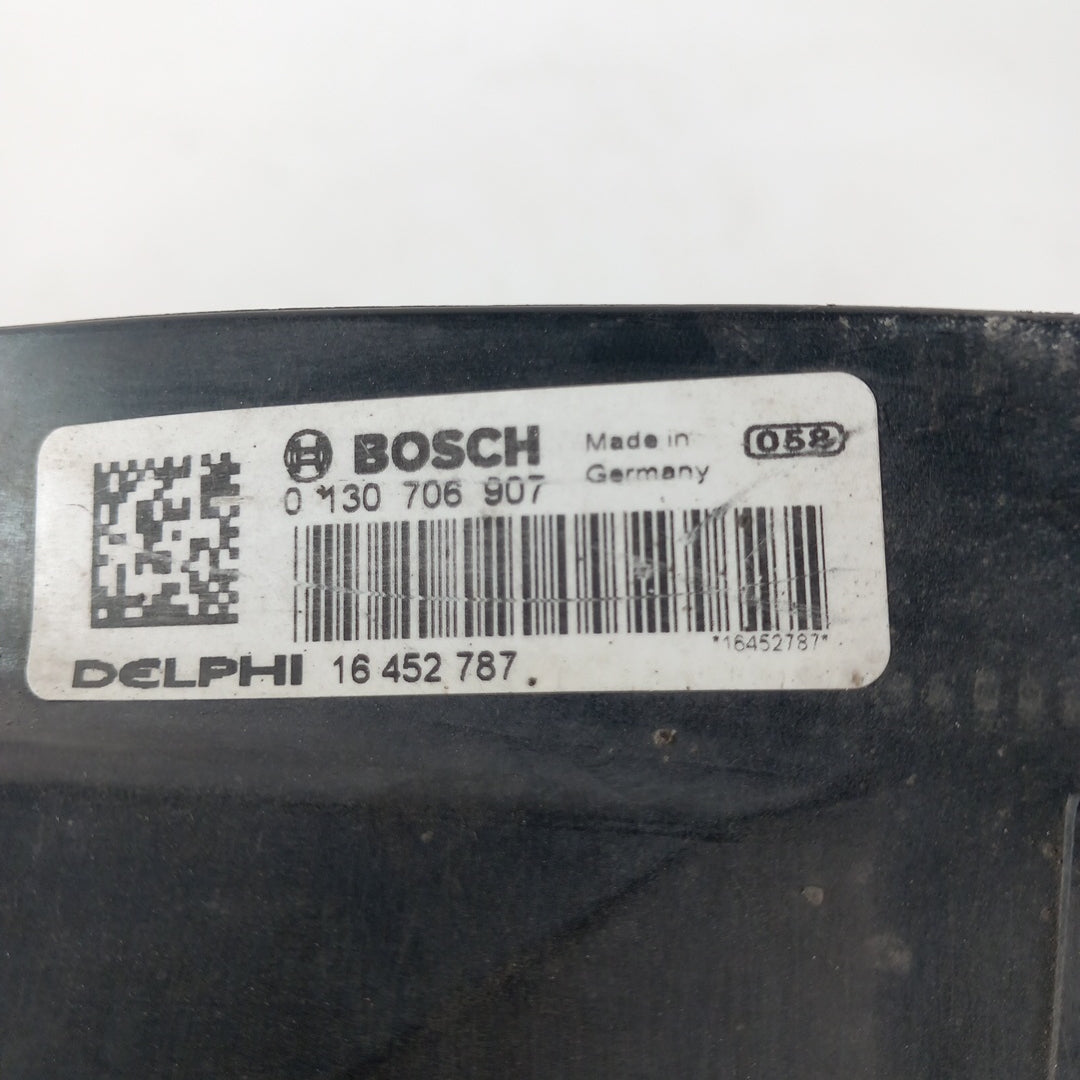 BOSCH Made in 058
Germany
0 130 706 907
*16452787*
DELPHI 16 452 787